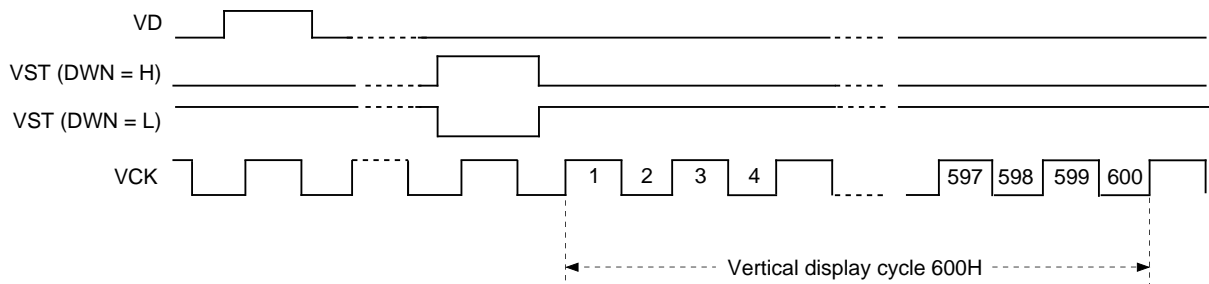 VD
VST (DWN = H)
VST (DWN = L)
VCK
1 2 3 4 597 598 599 600
Vertical display cycle 600H